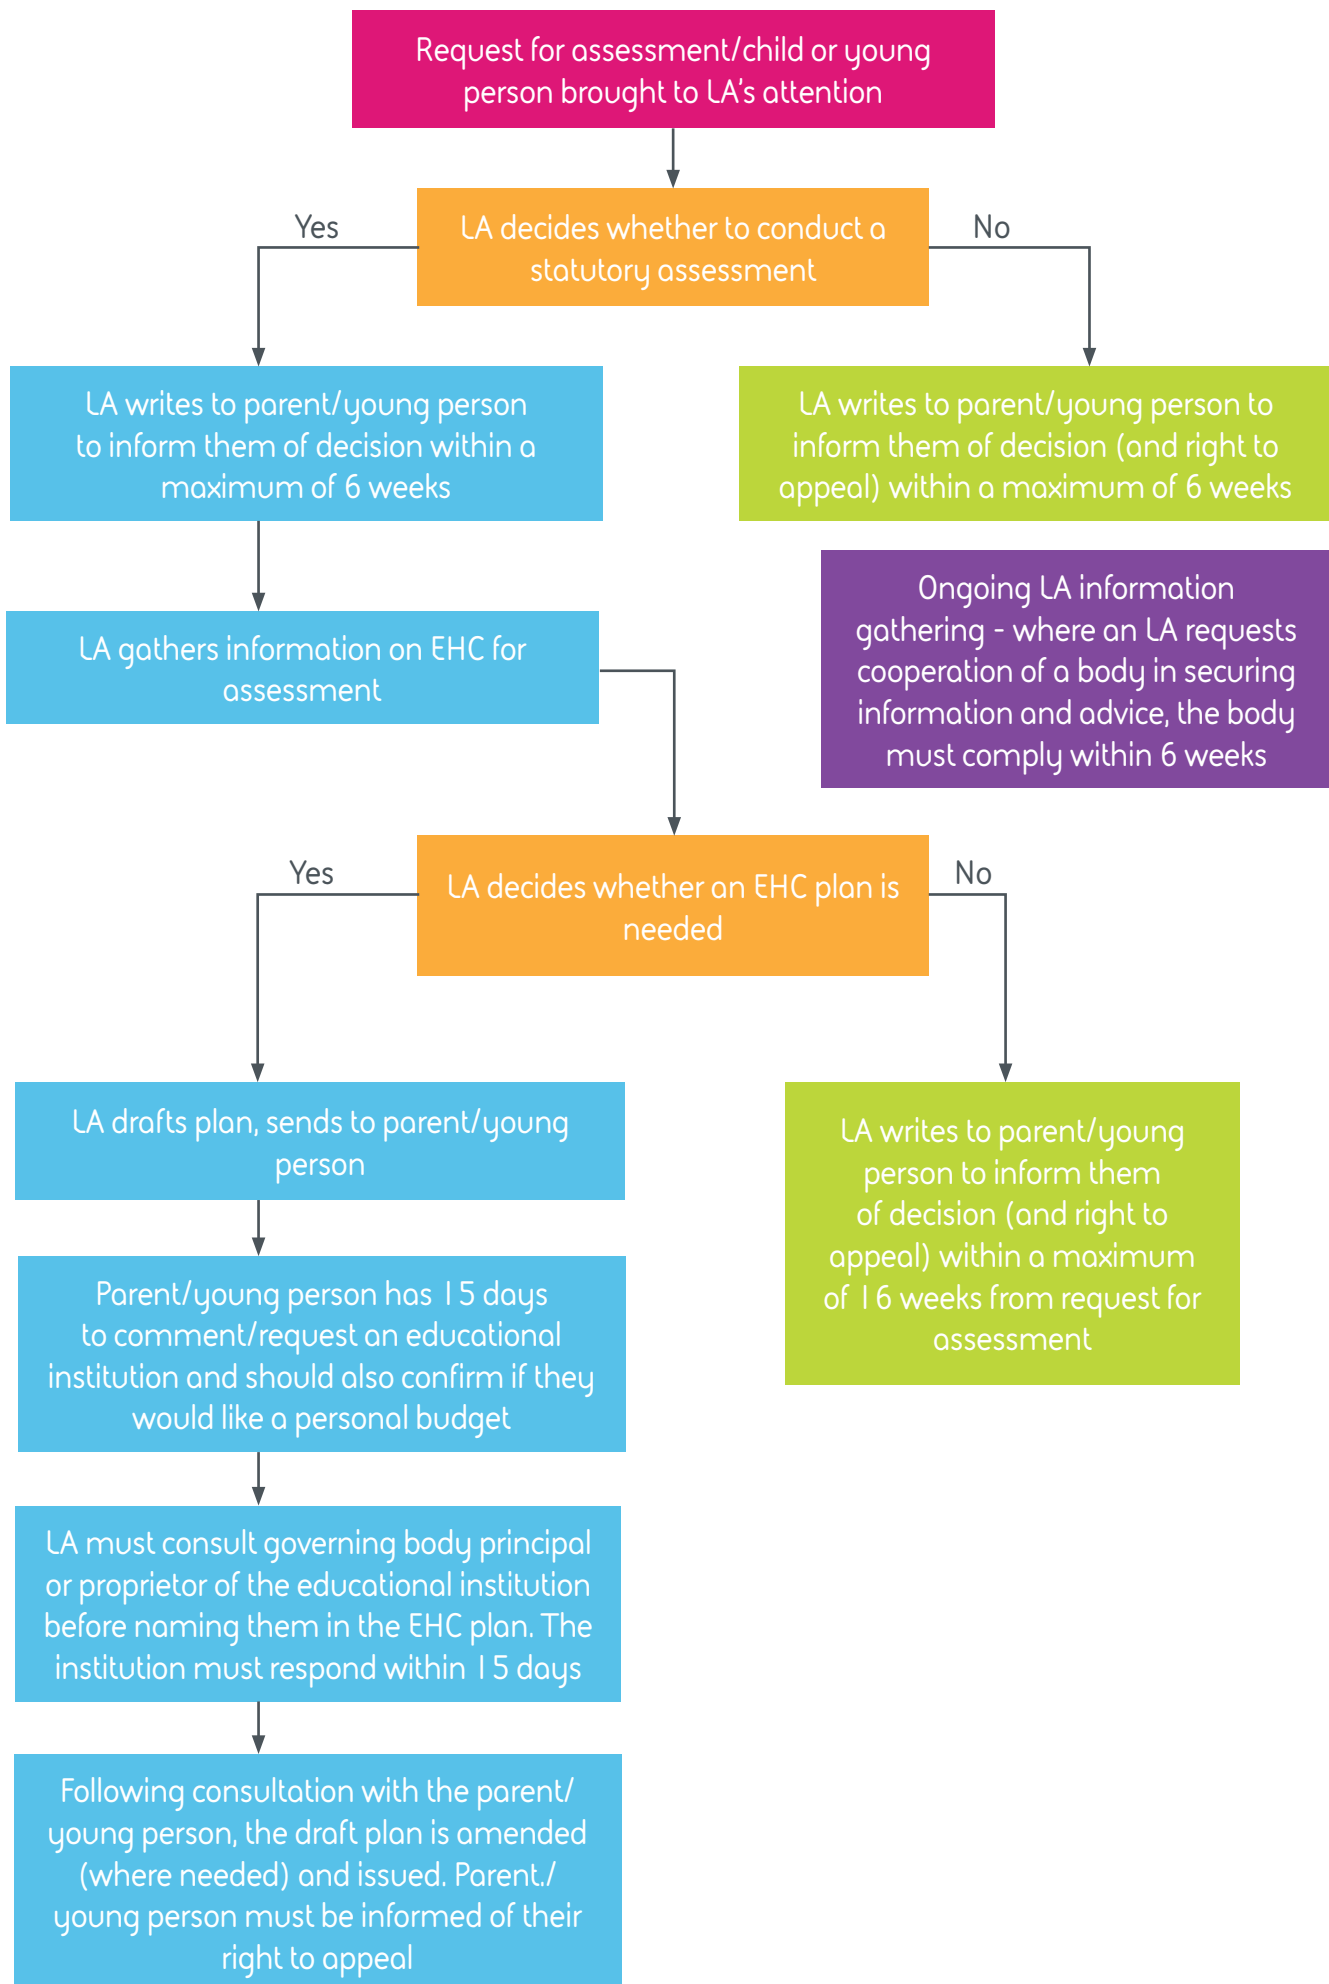 Request for assessment/child or young
person brought to LA's attention
Yes
LA decides whether to conduct a
statutory assessment
No
LA writes to parent/young person
to inform them of decision within a
maximum of 6 weeks
LA writes to parent/young person to
inform them of decision (and right to
appeal) within a maximum of 6 weeks
Ongoing LA information
gathering - where an LA requests
cooperation of a body in securing
information and advice, the body
must comply within 6 weeks
LA gathers information on EHC for
assessment
Yes
LA decides whether an EHC plan is
needed
No
LA drafts plan, sends to parent/young
person
LA writes to parent/young
person to inform them
of decision (and right to
appeal) within a maximum
of 16 weeks from request for
assessment
Parent/young person has 15 days
to comment/request an educational
institution and should also confirm if they
would like a personal budget
LA must consult governing body principal
or proprietor of the educational institution
before naming them in the EHC plan. The
institution must respond within 15 days
Following consultation with the parent/
young person, the draft plan is amended
(where needed) and issued. Parent./
young person must be informed of their
right to appeal